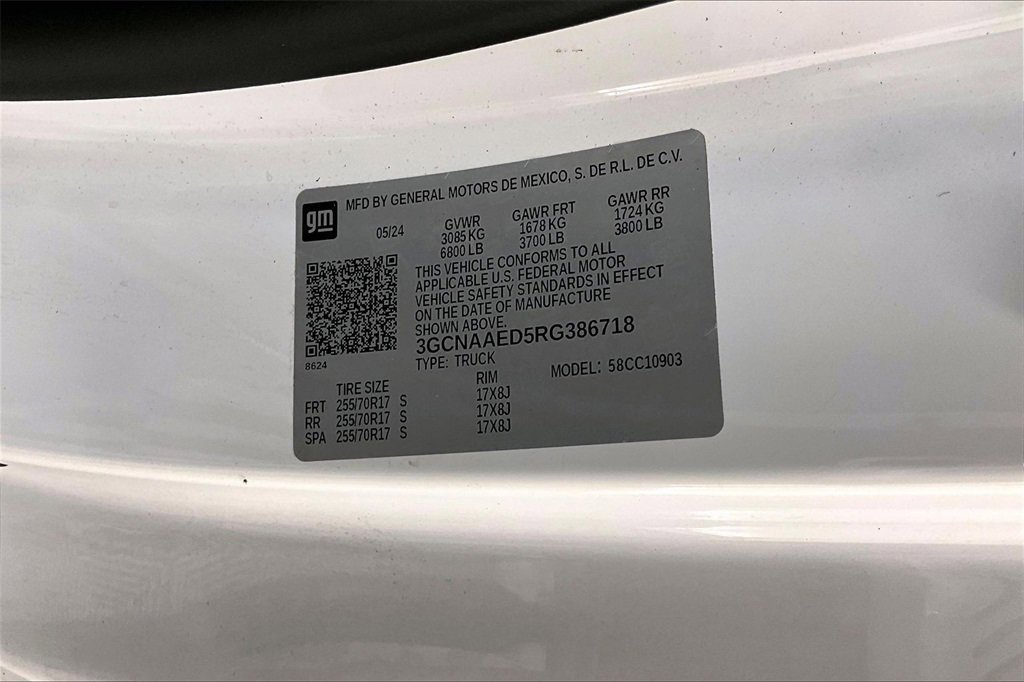 gm
MFD BY GENERAL MOTORS DE MEXICO, S. DE R.L. DE C.V.
05/24 GVWR GAWR FRT GAWR RR
3085 KG 1678 KG 1724 KG
6800 LB 3700 LB 3800 LB
THIS VEHICLE CONFORMS TO ALL
APPLICABLE U.S. FEDERAL MOTOR
VEHICLE SAFETY STANDARDS IN EFFECT
ON THE DATE OF MANUFACTURE
SHOWN ABOVE.
3GCNAAED5RG386718
8624
TYPE: TRUCK MODEL: 58CC10903
TIRE SIZE RIM
FRT 255/70R17 S 17X8J
RR 255/70R17 S 17X8J
SPA 255/70R17 S 17X8J